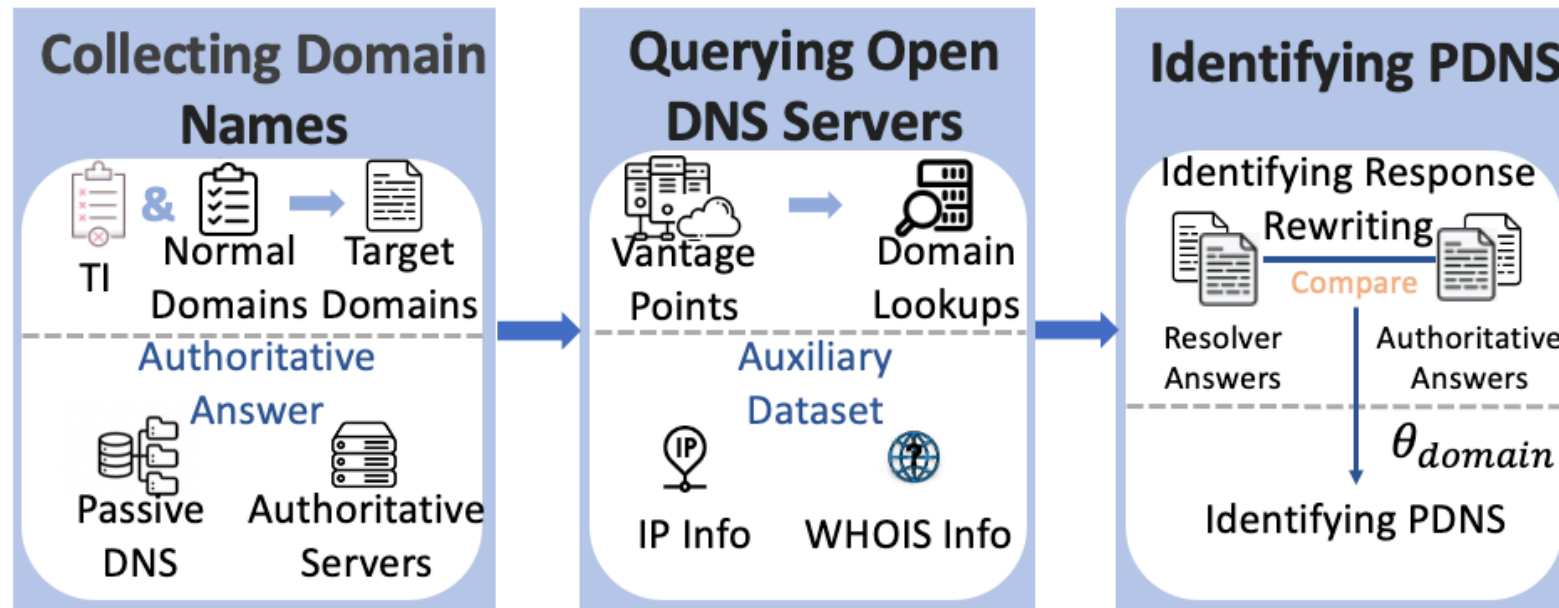 Collecting Domain
Names
TI
&
Normal
Domains
Target
Domains
Authoritative
Answer
Passive
DNS
Authoritative
Servers
Querying Open
DNS Servers
Vantage
Points
Domain
Lookups
Auxiliary
Dataset
IP
IP Info
?
WHOIS Info
Identifying PDNS
Identifying Response
Rewriting
Compare
Resolver
Answers
Authoritative
Answers
θdomain
Identifying PDNS